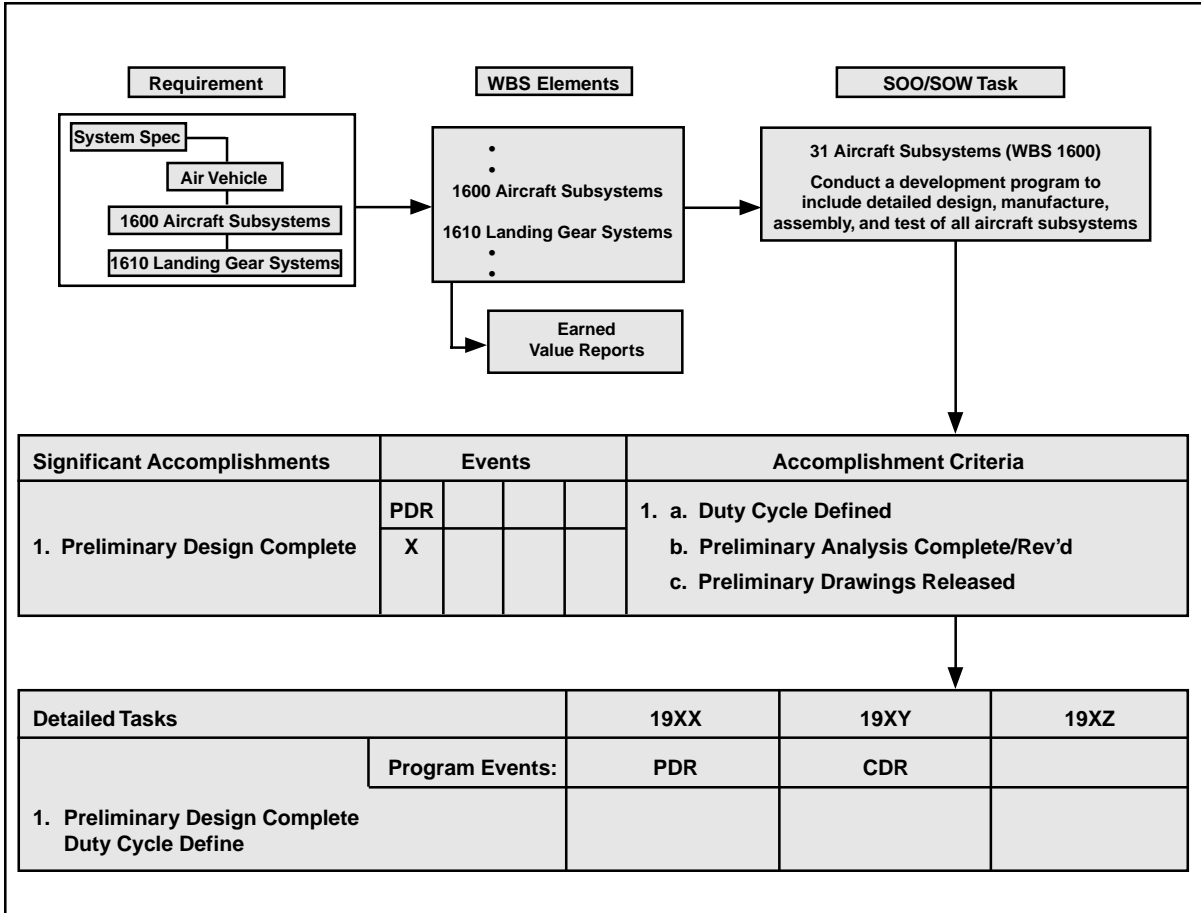 Requirement
WBS Elements
SOO/SOW Task
System Spec
Air Vehicle
1600 Aircraft Subsystems
1610 Landing Gear Systems
•
•
1600 Aircraft Subsystems
1610 Landing Gear Systems
•
•
Earned
Value Reports
31 Aircraft Subsystems (WBS 1600)
Conduct a development program to
include detailed design, manufacture,
assembly, and test of all aircraft subsystems
Significant Accomplishments
Events
Accomplishment Criteria
PDR
1. Preliminary Design Complete
X
1. a. Duty Cycle Defined
b. Preliminary Analysis Complete/Rev’d
c. Preliminary Drawings Released
Detailed Tasks
19XX
19XY
19XZ
Program Events:
PDR
CDR
1. Preliminary Design Complete
Duty Cycle Define